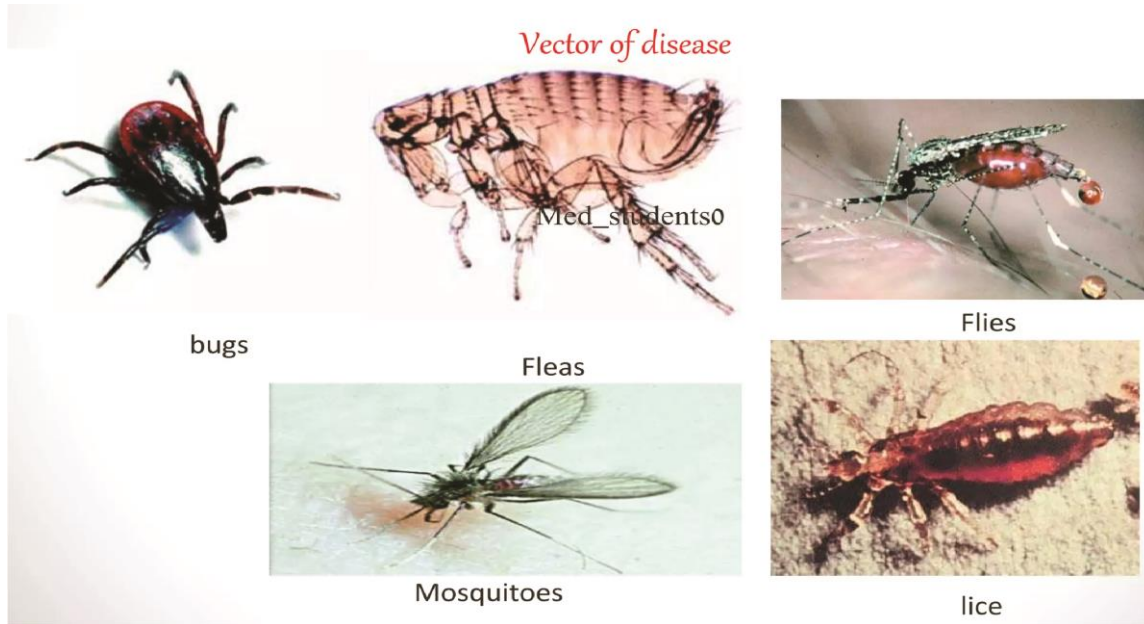 Vector of disease
Med_students0
bugs
Fleas
Flies
Mosquitoes
lice